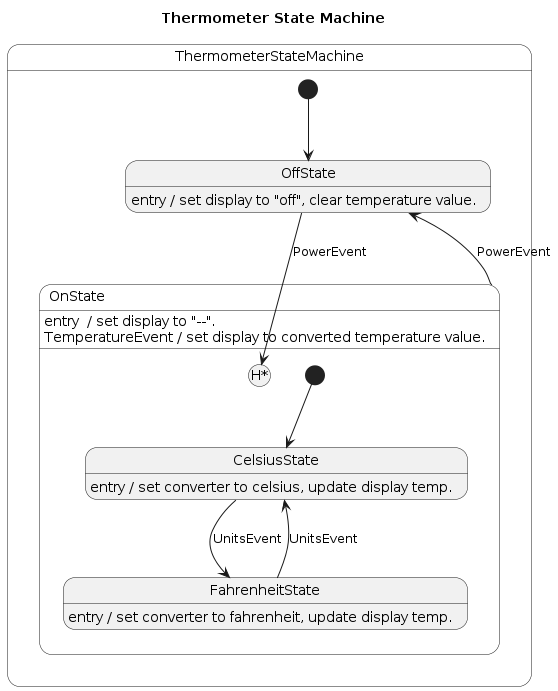 Thermometer State Machine
ThermometerStateMachine
OffState
entry / set display to "off", clear temperature value.
PowerEvent
PowerEvent
OnState
entry  / set display to "--".
TemperatureEvent / set display to converted temperature value.
H*
CelsiusState
entry / set converter to celsius, update display temp.
UnitsEvent
UnitsEvent
FahrenheitState
entry / set converter to fahrenheit, update display temp.